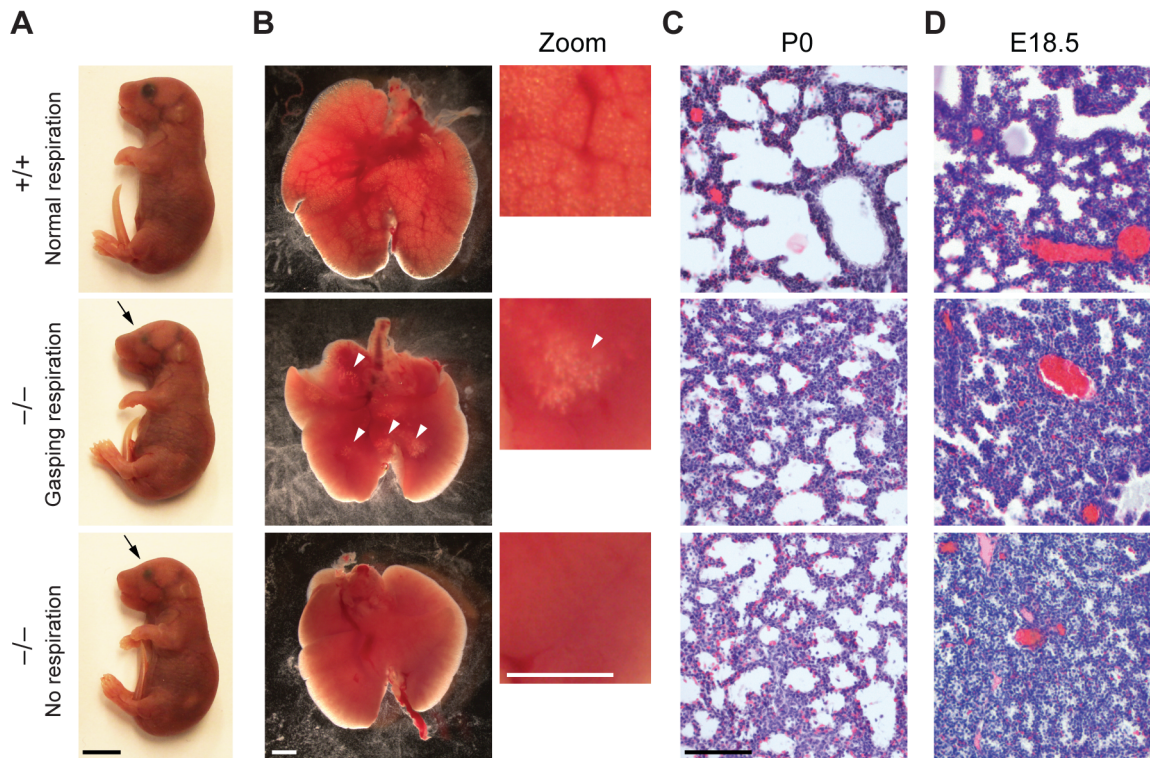 A
B
Zoom
C
P0
D
E18.5
+/+
Normal respiration
−/−
Gasping respiration
−/−
No respiration